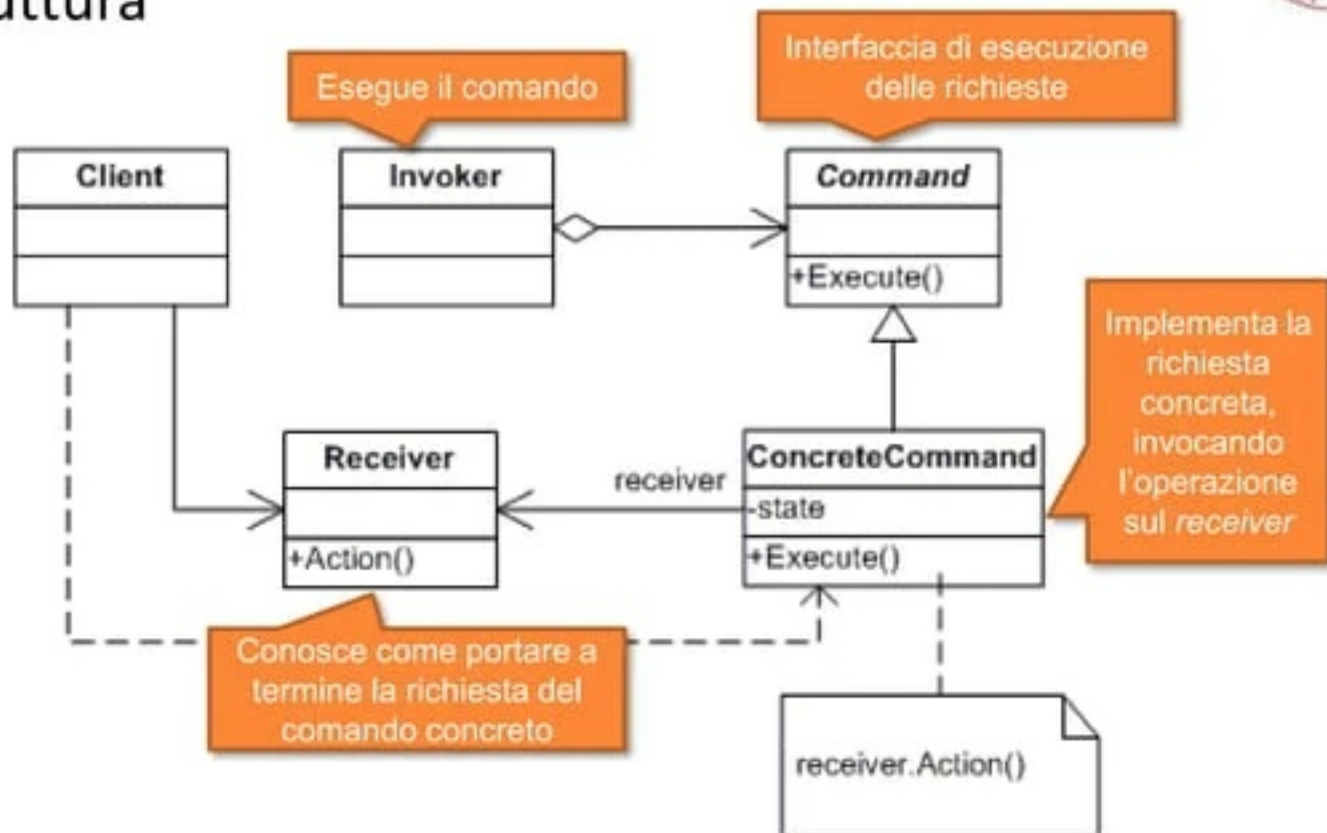 Interfaccia di esecuzione
delle richieste
Esegue il comando
Client
Invoker
Command
+Execute()
Implementa la
richiesta
concreta,
invocando
l'operazione
sul receiver
Receiver
receiver
ConcreteCommand
-state
+Action()
+Execute()
Conosce come portare a
termine la richiesta del
comando concreto
receiver.Action()